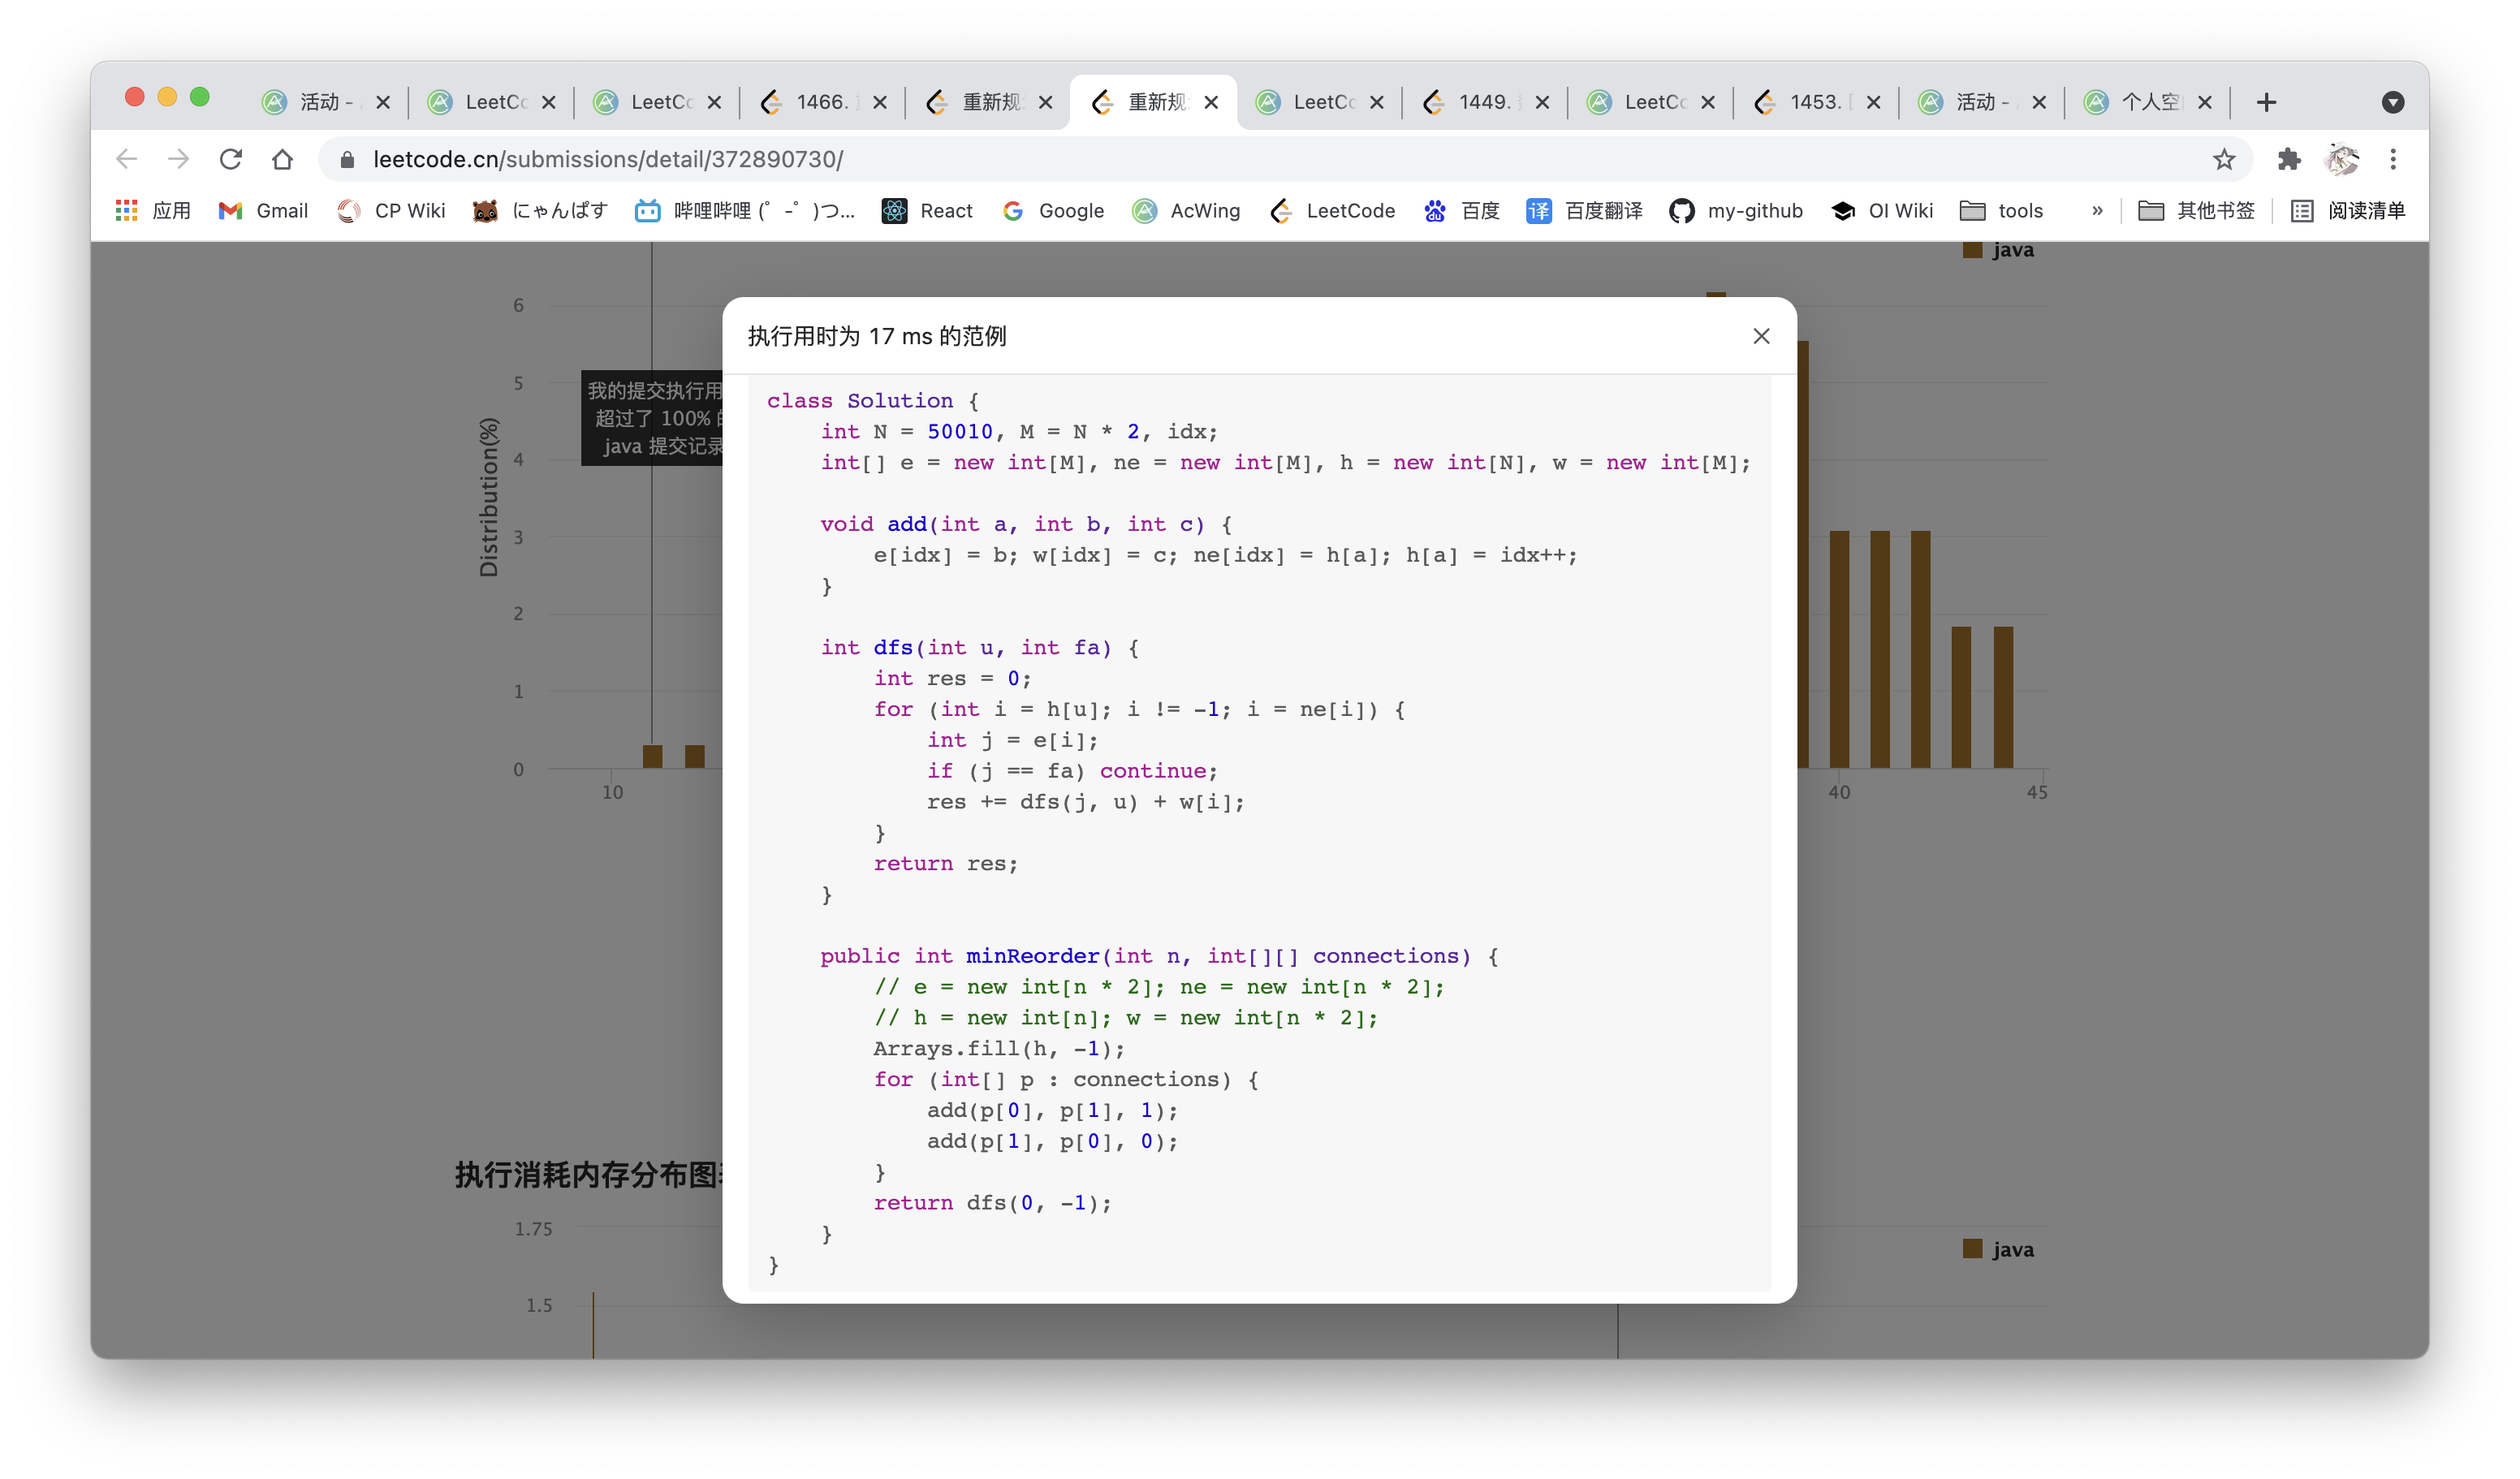 活动 -
LeetCo
LeetCo
1466.
重新规
重新规
LeetCo
1449.
LeetCo
1453.
活动 -
个人空
leetcode.cn/submissions/detail/372890730/
应用
Gmail
CP Wiki
にゃんぱす
哔哩哔哩 (゜-゜)つ...
React
Google
AcWing
LeetCode
百度
译
百度翻译
my-github
OI Wiki
tools
»
其他书签
阅读清单
java
6
5
4
3
2
1
0
Distribution(%)
10
40
45
我的提交执行用
超过了 100% 的
java 提交记录
执行用时为 17 ms 的范例
class Solution {
    int N = 50010, M = N * 2, idx;
    int[] e = new int[M], ne = new int[M], h = new int[N], w = new int[M];
    void add(int a, int b, int c) {
        e[idx] = b; w[idx] = c; ne[idx] = h[a]; h[a] = idx++;
    }
    int dfs(int u, int fa) {
        int res = 0;
        for (int i = h[u]; i != -1; i = ne[i]) {
            int j = e[i];
            if (j == fa) continue;
            res += dfs(j, u) + w[i];
        }
        return res;
    }
    public int minReorder(int n, int[][] connections) {
        // e = new int[n * 2]; ne = new int[n * 2];
        // h = new int[n]; w = new int[n * 2];
        Arrays.fill(h, -1);
        for (int[] p : connections) {
            add(p[0], p[1], 1);
            add(p[1], p[0], 0);
        }
        return dfs(0, -1);
    }
}
执行消耗内存分布图表
1.75
1.5
java